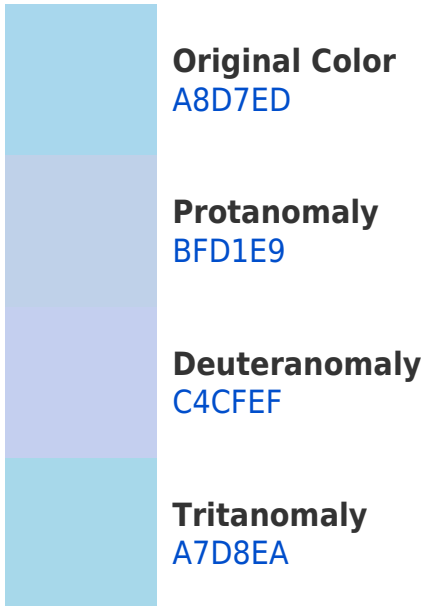 Original Color
A8D7ED
Protanomaly
BFD1E9
Deuteranomaly
C4CFEF
Tritanomaly
A7D8EA